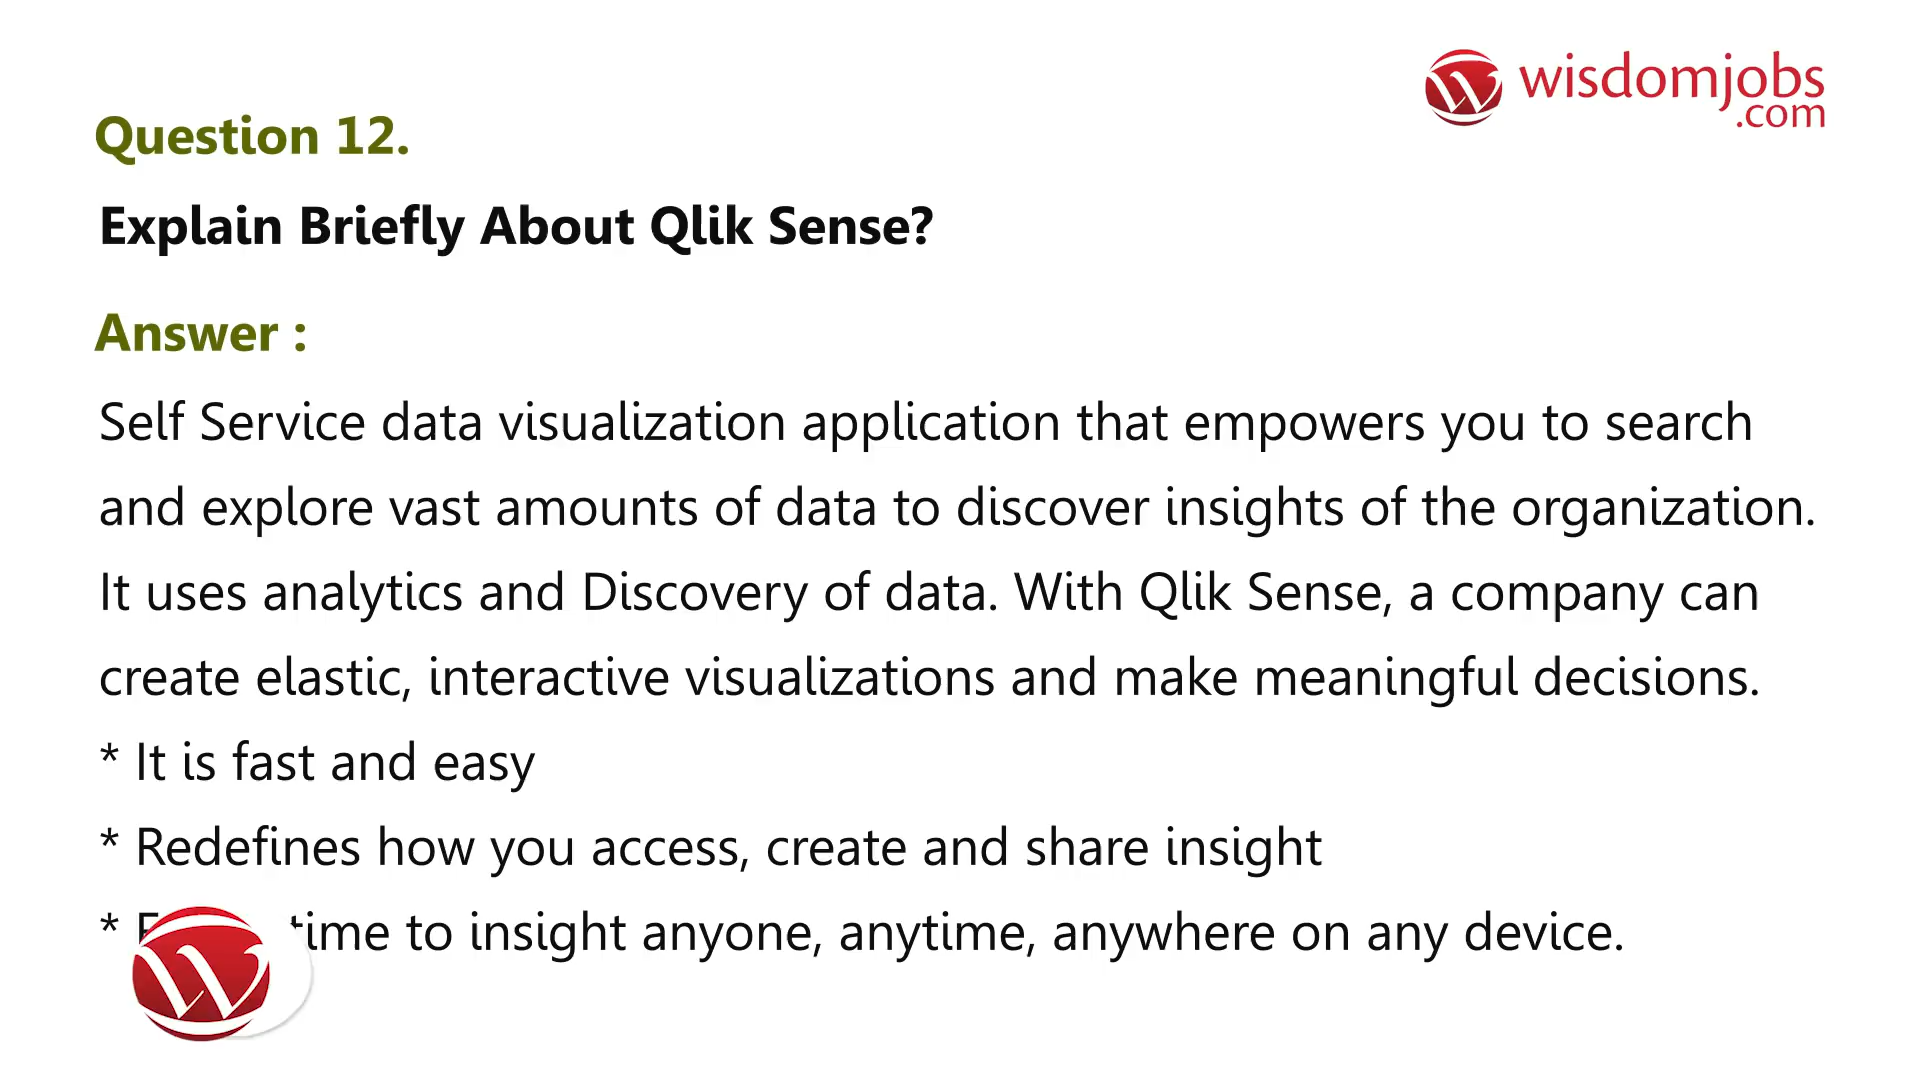 wisdomjobs
.com
Question 12.
Explain Briefly About Qlik Sense?
Answer :
Self Service data visualization application that empowers you to search
and explore vast amounts of data to discover insights of the organization.
It uses analytics and Discovery of data. With Qlik Sense, a company can
create elastic, interactive visualizations and make meaningful decisions.
* It is fast and easy
* Redefines how you access, create and share insight
* time to insight anyone, anytime, anywhere on any device.